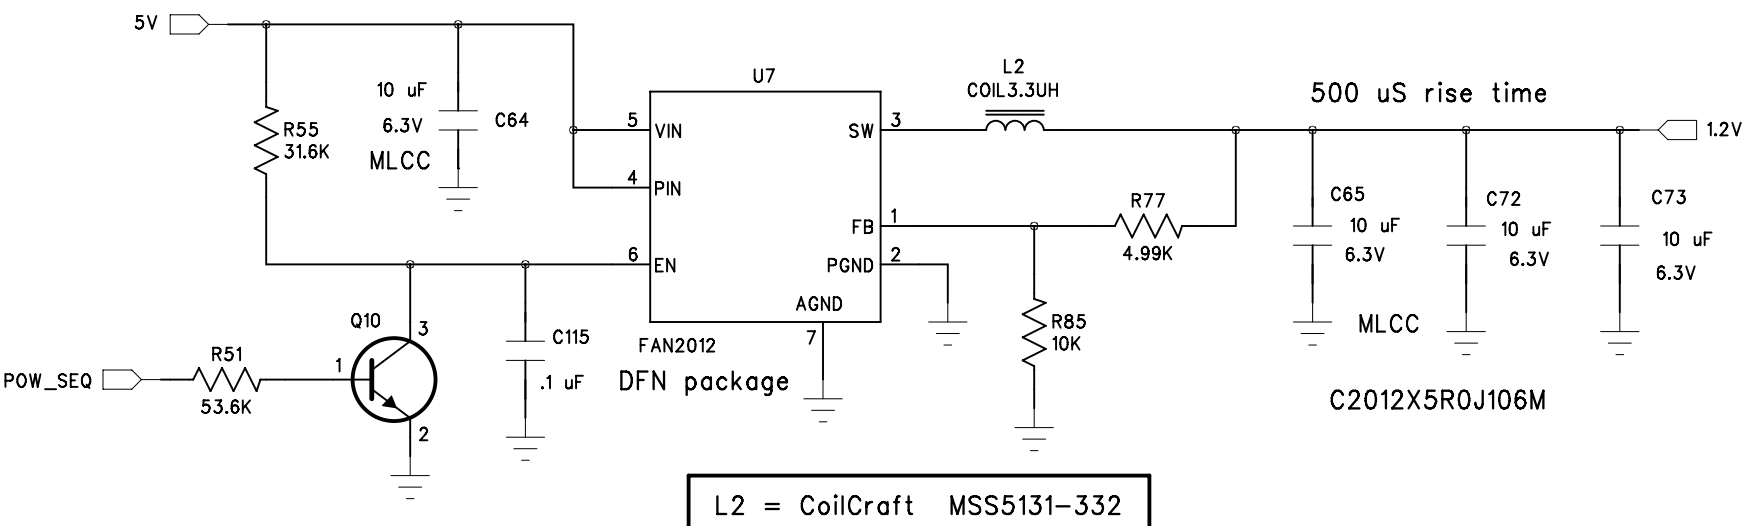 5V
10 uF
6.3V
MLCC
C64
R55
31.6K
U7
5
VIN
4
PIN
6
EN
SW
3
FB
1
PGND
2
AGND
7
FAN2012
DFN package
L2
COIL3.3UH
500 uS rise time
1.2V
R77
4.99K
R85
10K
C65
10 uF
6.3V
C72
10 uF
6.3V
C73
10 uF
6.3V
MLCC
C2012X5R0J106M
Q10
3
1
2
C115
.1 uF
POW_SEQ
R51
53.6K
L2 = CoilCraft MSS5131-332